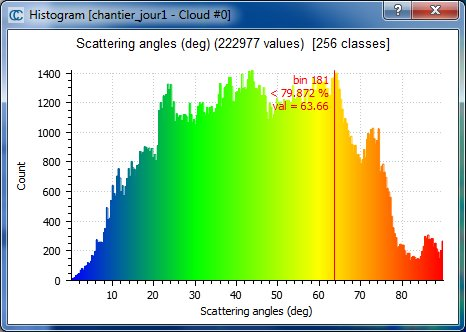 Histogram [chantier_jour1 - Cloud #0]
Scattering angles (deg) (222977 values) [256 classes]
bin 181
< 79.872 %
val = 63.66
1400
1200
1000
800
600
400
200
0
Count
10 20 30 40 50 60 70 80
Scattering angles (deg)